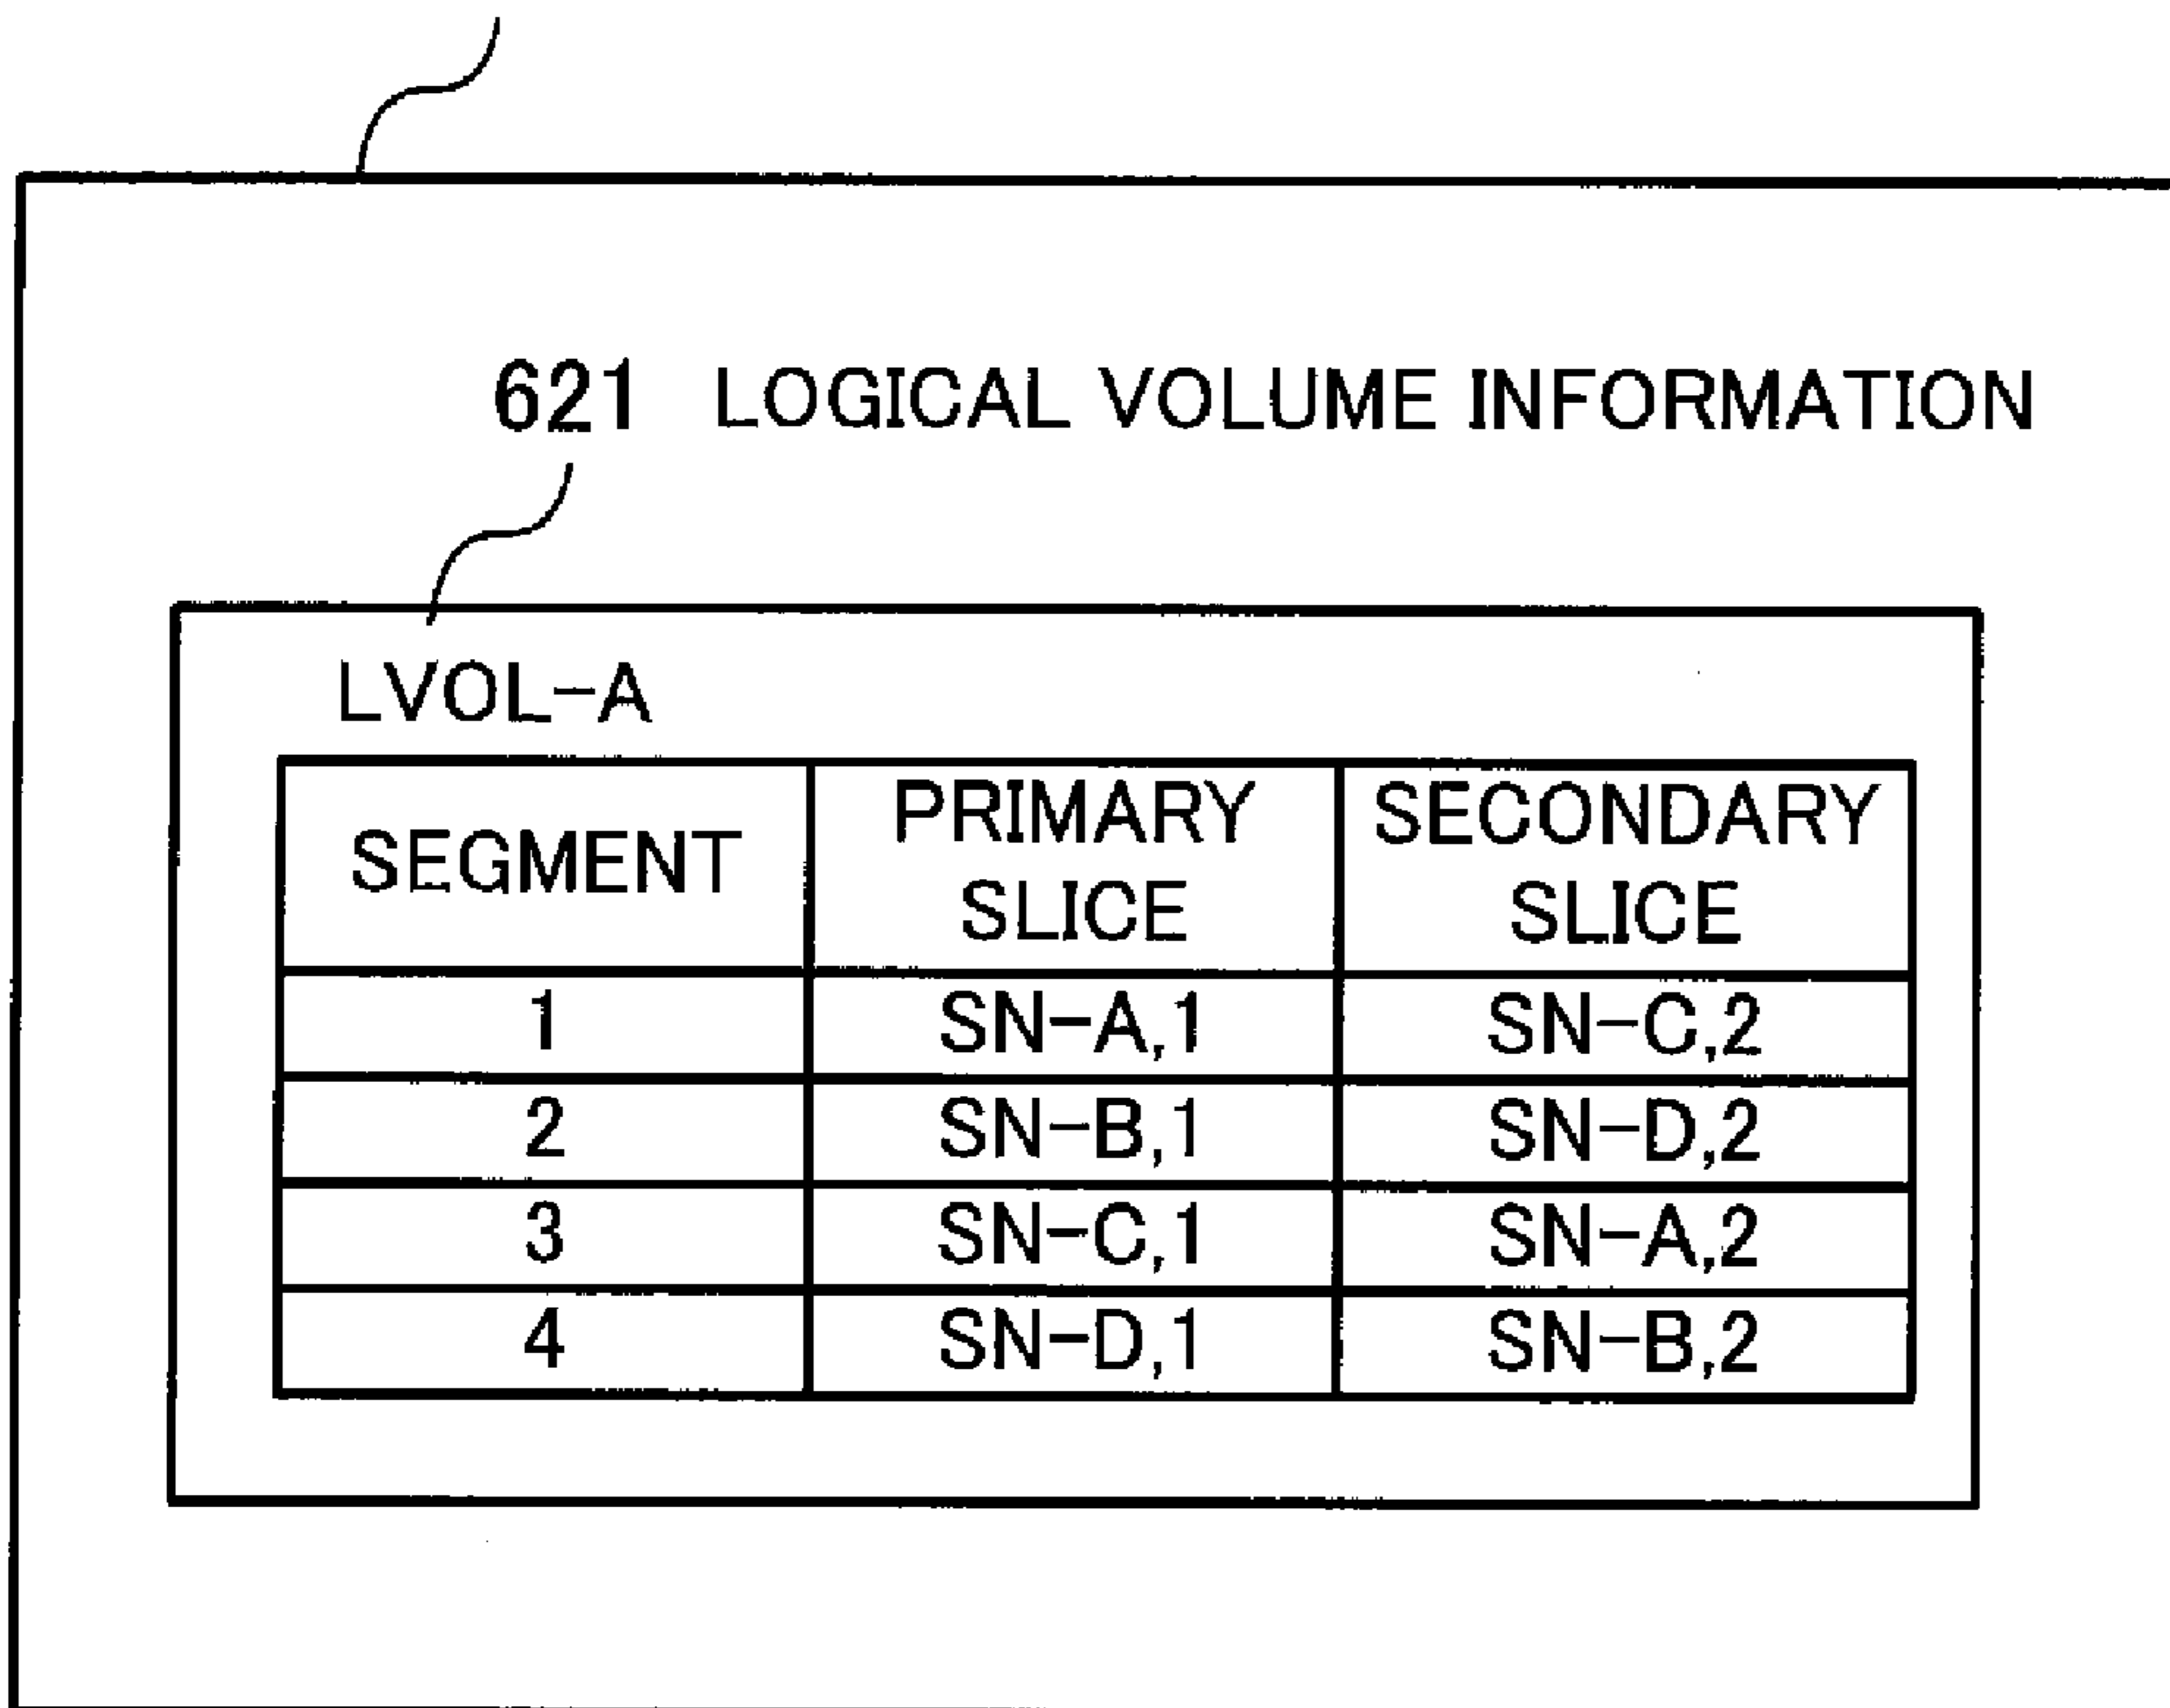 621 LOGICAL VOLUME INFORMATION
LVOL-A
SEGMENT PRIMARY SLICE SECONDARY SLICE
1 SN-A,1 SN-C,2
2 SN-B,1 SN-D,2
3 SN-C,1 SN-A,2
4 SN-D,1 SN-B,2